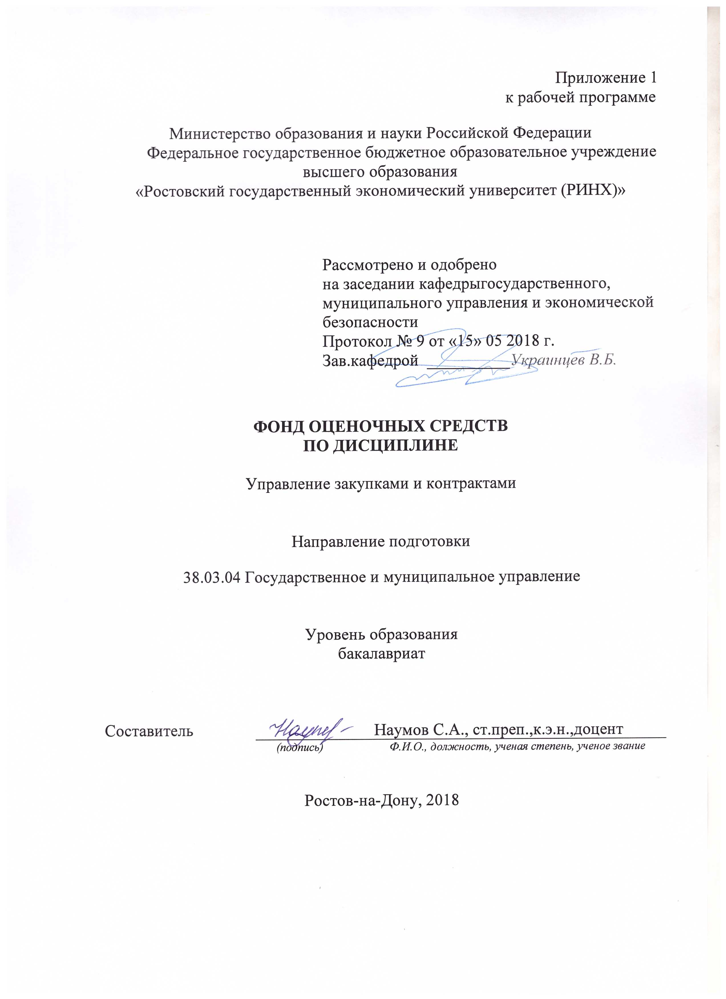 Приложение 1
к рабочей программе
Министерство образования и науки Российской Федерации
Федеральное государственное бюджетное образовательное учреждение
высшего образования
«Ростовский государственный экономический университет (РИНХ)»
Рассмотрено и одобрено
на заседании кафедрыгосударственного,
муниципального управления и экономической
безопасности
Протокол № 9 от «15» 05 2018 г.
Зав.кафедрой __________Украинцев В.Б.
ФОНД ОЦЕНОЧНЫХ СРЕДСТВ
ПО ДИСЦИПЛИНЕ
Управление закупками и контрактами
Направление подготовки
38.03.04 Государственное и муниципальное управление
Уровень образования
бакалавриат
Составитель Наумов С.А., ст.преп.,к.э.н.,доцент
(подпись) Ф.И.О., должность, ученая степень, ученое звание
Ростов-на-Дону, 2018